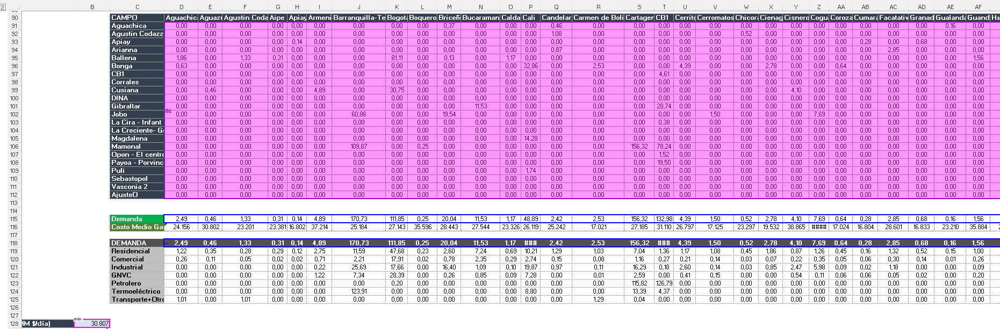 2
B C D E F G H I J K L M N O P Q R S T U V W X Y Z AA AB AC AD AE AF
90 CAMPO Aguachic Aguazu Agustin Coda Aipe Apiay Armeni Barranquilla-Te Bogot Boquero Briceñ Bucaraman Calda Cali Candelar Carmen de Boli Cartager CB1 Cerrit Cerromatos Chicor Cienag Cisnero Cogu Coroza Cumar Facatativ Granad Gualand Guand Ha
91 Aguachica 0,00 0,00 0,00 0,00 0,00 0,00 0,00 0,00 0,00 0,37 0,00 0,00 0,00 0,46 0,00 0,00 0,00 0,00 0,00 0,00 0,00 0,00 0,00 0,00 0,00 0,00 0,00 0,16 0,00
92 Agustin Codazz 0,00 0,00 0,00 0,00 0,00 0,00 0,00 0,00 0,00 0,00 0,00 0,00 0,00 1,08 0,00 0,00 0,00 0,00 0,00 0,52 0,00 0,00 0,00 0,00 0,00 0,00 0,00 0,00 0,00
93 Apiay 0,00 0,00 0,00 0,00 0,14 0,00 0,00 0,00 0,00 0,00 0,00 0,00 0,00 0,00 0,00 0,00 0,00 0,00 0,00 0,00 0,00 0,00 0,00 0,00 0,28 0,00 0,68 0,00 0,00
94 Arianna 0,00 0,00 0,00 0,00 0,00 0,00 0,00 0,00 0,00 0,00 0,00 0,00 0,00 0,87 0,00 0,00 0,00 0,00 0,00 0,00 0,00 0,00 0,00 0,00 0,00 2,85 0,00 0,00 0,00
95 Ballena 1,86 0,00 1,33 0,31 0,00 0,00 0,00 81,11 0,00 0,13 0,00 1,17 0,00 0,00 0,00 0,00 0,00 0,00 0,00 0,00 0,00 0,00 0,00 0,00 0,00 0,00 0,00 0,00 1,56
96 Bonga 0,63 0,00 0,00 0,00 0,00 0,00 0,00 0,00 0,00 0,00 0,00 0,00 32,86 0,00 2,53 0,00 0,00 4,39 0,00 0,00 2,78 0,00 0,00 0,64 0,00 0,00 0,00 0,00 0,00
97 CB1 0,00 0,00 0,00 0,00 0,00 0,00 0,00 0,00 0,00 0,00 0,00 0,00 0,00 0,00 0,00 0,00 4,61 0,00 0,00 0,00 0,00 0,00 0,00 0,00 0,00 0,00 0,00 0,00 0,00
98 Corrales 0,00 0,00 0,00 0,00 0,00 0,00 0,00 0,00 0,00 0,00 0,00 0,00 0,00 0,00 0,00 0,00 0,00 0,00 0,00 0,00 0,00 0,00 0,00 0,00 0,00 0,00 0,00 0,00 0,00
99 Cusiana 0,00 0,46 0,00 0,00 0,00 4,89 0,00 30,75 0,00 0,00 0,00 0,00 0,00 0,00 0,00 0,00 0,00 0,00 0,00 0,00 0,00 4,10 0,00 0,00 0,00 0,00 0,00 0,00 0,00
100 DINA 0,00 0,00 0,00 0,00 0,00 0,00 0,00 0,00 0,00 0,00 0,00 0,00 0,00 0,00 0,00 0,00 0,00 0,00 0,00 0,00 0,00 0,00 0,00 0,00 0,00 0,00 0,00 0,00 0,00
101 Gibraltar 0,00 0,00 0,00 0,00 0,00 0,00 0,00 0,00 0,00 0,00 11,53 0,00 0,00 0,00 0,00 0,00 28,74 0,00 0,00 0,00 0,00 0,00 0,00 0,00 0,00 0,00 0,00 0,00 0,00
0≤
102 Jobo 0,00 0,00 0,00 0,00 0,00 0,00 60,86 0,00 0,00 19,54 0,00 0,00 0,00 0,00 0,00 0,00 0,00 0,00 1,50 0,00 0,00 0,00 7,69 0,00 0,00 0,00 0,00 0,00 0,00
103 La Cira - Infant 0,00 0,00 0,00 0,00 0,00 0,00 0,00 0,00 0,00 0,00 0,00 0,00 0,00 0,00 0,00 0,00 0,38 0,00 0,00 0,00 0,00 0,00 0,00 0,00 0,00 0,00 0,00 0,00 0,00
104 La Creciente- G 0,00 0,00 0,00 0,00 0,00 0,00 0,00 0,00 0,00 0,00 0,00 0,00 0,00 0,00 0,00 0,00 0,00 0,00 0,00 0,00 0,00 0,00 0,00 0,00 0,00 0,00 0,00 0,00 0,00
105 Magdalena 0,00 0,00 0,00 0,00 0,00 0,00 0,00 0,00 0,00 0,00 0,00 0,00 14,28 0,00 0,00 0,00 0,00 0,00 0,00 0,00 0,00 0,00 0,00 0,00 0,00 0,00 0,00 0,00 0,00
106 Mamonal 0,00 0,00 0,00 0,00 0,00 0,00 109,87 0,00 0,25 0,00 0,00 0,00 0,00 0,00 0,00 156,32 78,24 0,00 0,00 0,00 0,00 0,00 0,00 0,00 0,00 0,00 0,00 0,00 0,00
107 Opon - El centro 0,00 0,00 0,00 0,00 0,00 0,00 0,00 0,00 0,00 0,00 0,00 0,00 0,00 0,00 0,00 0,00 1,52 0,00 0,00 0,00 0,00 0,00 0,00 0,00 0,00 0,00 0,00 0,00 0,00
108 Payoa - Porvinc 0,00 0,00 0,00 0,00 0,00 0,00 0,00 0,00 0,00 0,00 0,00 0,00 0,00 0,00 0,00 0,00 19,50 0,00 0,00 0,00 0,00 0,00 0,00 0,00 0,00 0,00 0,00 0,00 0,00
109 Puli 0,00 0,00 0,00 0,00 0,00 0,00 0,00 0,00 0,00 0,00 0,00 0,00 1,74 0,00 0,00 0,00 0,00 0,00 0,00 0,00 0,00 0,00 0,00 0,00 0,00 0,00 0,00 0,00 0,00
110 Sebastopol 0,00 0,00 0,00 0,00 0,00 0,00 0,00 0,00 0,00 0,00 0,00 0,00 0,00 0,00 0,00 0,00 0,00 0,00 0,00 0,00 0,00 0,00 0,00 0,00 0,00 0,00 0,00 0,00 0,00
111 Vasconia 2 0,00 0,00 0,00 0,00 0,00 0,00 0,00 0,00 0,00 0,00 0,00 0,00 0,00 0,00 0,00 0,00 0,00 0,00 0,00 0,00 0,00 0,00 0,00 0,00 0,00 0,00 0,00 0,00 0,00
112 AjusteO 0,00 0,00 0,00 0,00 0,00 0,00 0,00 0,00 0,00 0,00 0,00 0,00 0,00 0,00 0,00 0,00 0,00 0,00 0,00 0,00 0,00 0,00 0,00 0,00 0,00 0,00 0,00 0,00 0,00
113
114
115 Demanda 2,49 0,46 1,33 0,31 0,14 4,89 170,73 111,85 0,25 20,04 11,53 1,17 48,89 2,42 2,53 156,32 132,98 4,39 1,50 0,52 2,78 4,10 7,69 0,64 0,28 2,85 0,68 0,16 1,56
116 Costo Medio Ga 24.156 30.802 23.201 23.381 16.802 37.214 25.184 27.143 35.596 28.443 27.544 23.326 26.119 25.242 17.021 27.185 31.110 26.797 17.125 23.297 19.532 38.865 #### 17.024 16.804 28.601 16.833 23.210 35.884
117
118 DEMANDA = 2,49 0,46 1,33 0,31 0,14 4,89 170,73 111,85 0,25 20,04 11,53 1,17 ### 2,42 2,53 156,32 ### 4,39 1,50 0,52 2,78 4,10 7,69 0,64 0,28 2,85 0,68 0,16 1,56
119 Residencial 1,22 0,35 0,28 0,29 0,12 2,75 11,59 47,68 0,23 2,60 7,24 0,69 10,21 1,29 1,03 7,04 1,36 1,17 1,08 0,45 1,86 0,87 1,26 0,45 0,16 1,32 0,52 0,15 1,00
120 Comercial 0,26 0,11 0,05 0,02 0,02 0,71 2,21 17,91 0,02 0,78 2,35 0,29 2,74 0,15 0,08 1,16 0,27 0,21 0,14 0,03 0,07 0,22 0,35 0,05 0,06 0,30 0,14 0,01 0,26
121 Industrial 0,00 0,00 0,00 0,00 0,00 0,22 25,69 17,66 0,00 16,40 1,09 0,10 19,87 0,97 0,11 16,29 0,18 2,60 0,14 0,03 0,85 2,47 5,98 0,09 0,02 1,18 0,00 0,00 0,09
122 GNVC 0,00 0,00 0,00 0,00 0,00 1,22 7,34 28,39 0,00 0,26 0,85 0,09 7,28 0,00 0,01 2,59 0,00 0,41 0,15 0,00 0,00 0,54 0,11 0,06 0,06 0,05 0,02 0,00 0,20
123 Petrolero 0,00 0,00 0,00 0,00 0,00 0,00 0,00 0,20 0,00 0,00 0,00 0,00 0,00 0,00 0,00 115,82 126,79 0,00 0,00 0,00 0,00 0,00 0,00 0,00 0,00 0,00 0,00 0,00 0,00
124 Termoeléctrico 0,00 0,00 0,00 0,00 0,00 0,00 123,91 0,00 0,00 0,00 0,00 0,00 8,80 0,00 0,00 13,39 4,37 0,00 0,00 0,00 0,00 0,00 0,00 0,00 0,00 0,00 0,00 0,00 0,00
125 Transporte+Otro 1,01 0,00 1,01 0,00 0,00 0,00 0,00 0,00 0,00 0,00 0,00 0,00 0,00 0,00 1,29 0,04 0,00 0,00 0,00 0,00 0,00 0,00 0,00 0,00 0,00 0,00 0,00 0,00 0,00
126
127
min
128 IM $/día) 30.807